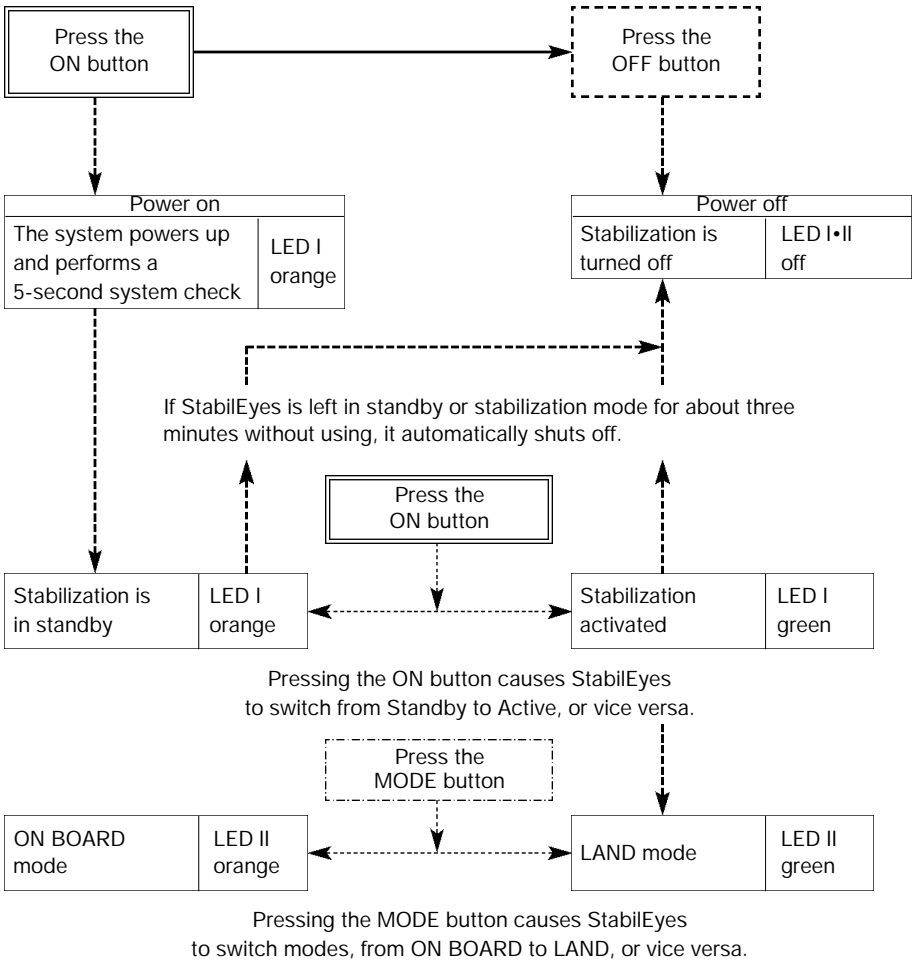 Press the
ON button
Press the
OFF button
Power on
The system powers up
and performs a
5-second system check
LED I
orange
Power off
Stabilization is
turned off
LED I•II
off
If StabilEyes is left in standby or stabilization mode for about three
minutes without using, it automatically shuts off.
Press the
ON button
Stabilization is
in standby
LED I
orange
Stabilization
activated
LED I
green
Pressing the ON button causes StabilEyes
to switch from Standby to Active, or vice versa.
Press the
MODE button
ON BOARD
mode
LED II
orange
LAND mode
LED II
green
Pressing the MODE button causes StabilEyes
to switch modes, from ON BOARD to LAND, or vice versa.